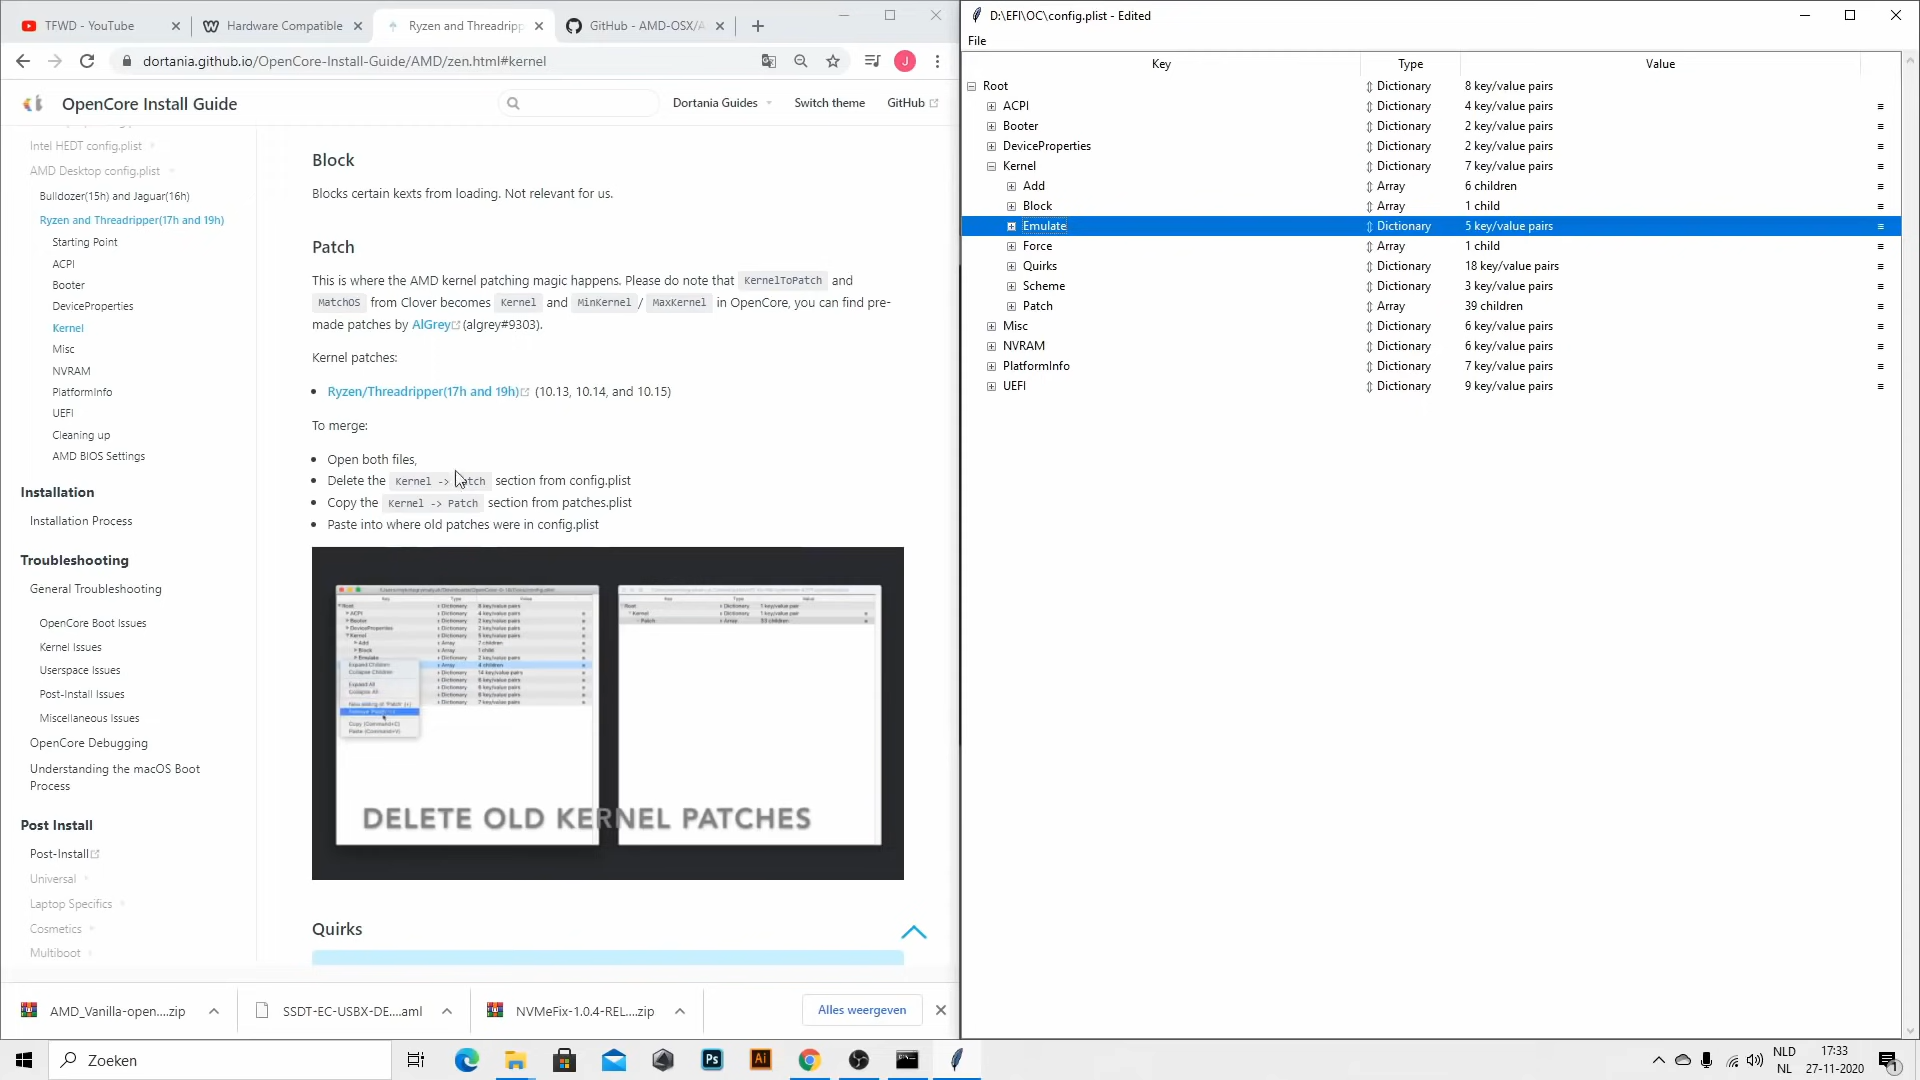 TFWD - YouTube
Hardware Compatible
Ryzen and Threadripp
GitHub - AMD-OSX/A
dortania.github.io/OpenCore-Install-Guide/AMD/zen.html#kernel
J
OpenCore Install Guide
Dortania Guides
Switch theme
GitHub
Intel HEDT config.plist
AMD Desktop config.plist
Bulldozer(15h) and Jaguar(16h)
Ryzen and Threadripper(17h and 19h)
Starting Point
ACPI
Booter
DeviceProperties
Kernel
Misc
NVRAM
PlatformInfo
UEFI
Cleaning up
AMD BIOS Settings
Installation
Installation Process
Troubleshooting
General Troubleshooting
OpenCore Boot Issues
Kernel Issues
Userspace Issues
Post-Install Issues
Miscellaneous Issues
OpenCore Debugging
Understanding the macOS Boot
Process
Post Install
Post-Install
Universal
Laptop Specifics
Cosmetics
Multiboot
Block
Blocks certain kexts from loading. Not relevant for us.
Patch
This is where the AMD kernel patching magic happens. Please do note that KernelToPatch and
MatchOS from Clover becomes Kernel and MinKernel / MaxKernel in OpenCore, you can find pre-
made patches by AlGrey (algrey#9303).
Kernel patches:
• Ryzen/Threadripper(17h and 19h) (10.13, 10.14, and 10.15)
To merge:
• Open both files,
• Delete the Kernel -> tch section from config.plist
• Copy the Kernel -> Patch section from patches.plist
• Paste into where old patches were in config.plist
DELETE OLD KERNEL PATCHES
Quirks
AMD_Vanilla-open....zip
SSDT-EC-USBX-DE....aml
NVMeFix-1.0.4-REL....zip
Alles weergeven
D:\EFI\OC\config.plist - Edited
File
Key Type Value
Root Dictionary 8 key/value pairs
ACPI Dictionary 4 key/value pairs
Booter Dictionary 2 key/value pairs
DeviceProperties Dictionary 2 key/value pairs
Kernel Dictionary 7 key/value pairs
Add Array 6 children
Block Array 1 child
Emulate Dictionary 5 key/value pairs
Force Array 1 child
Quirks Dictionary 18 key/value pairs
Scheme Dictionary 3 key/value pairs
Patch Array 39 children
Misc Dictionary 6 key/value pairs
NVRAM Dictionary 6 key/value pairs
PlatformInfo Dictionary 7 key/value pairs
UEFI Dictionary 9 key/value pairs
Zoeken
Ps
Ai
NLD
NL
17:33
27-11-2020
1